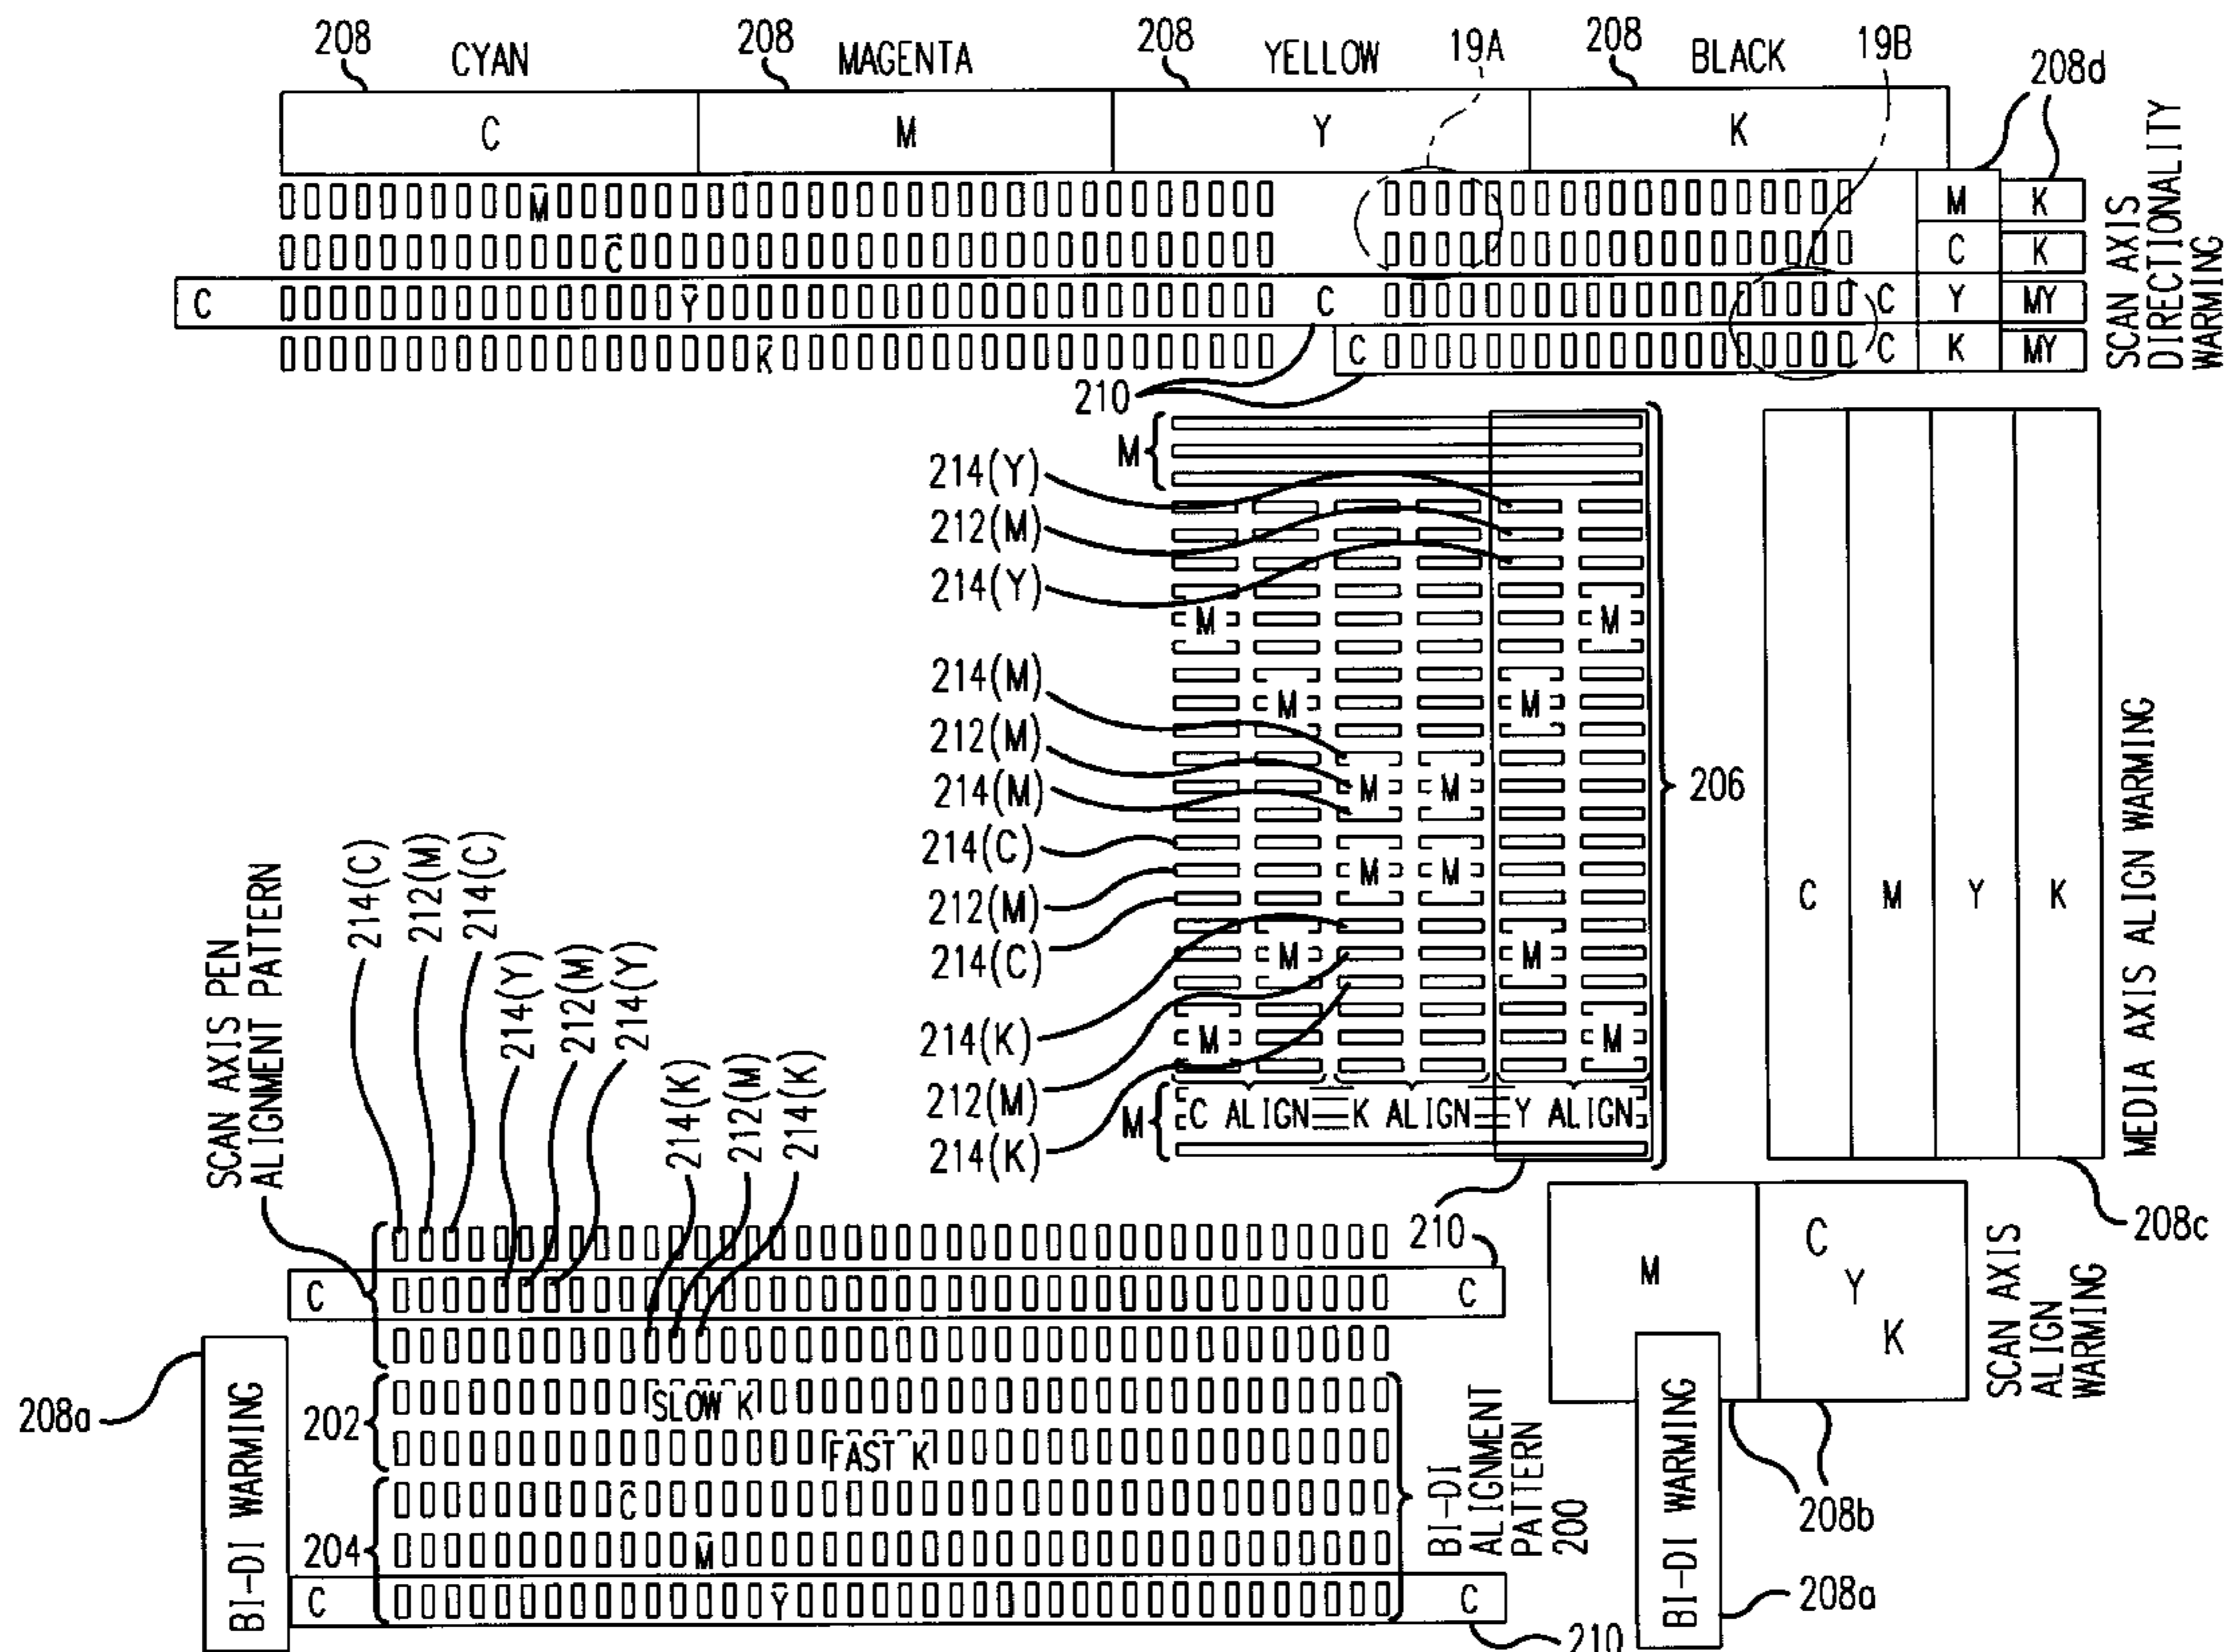 208 CYAN 208 MAGENTA 208 YELLOW 19A 208 BLACK 19B 208d
C M Y K
M M K
C C K
C Y C C Y MY
K C C K MY
SCAN AXIS
DIRECTIONALITY
WARMING
210
M
214(Y)
212(M)
214(Y)
M M
214(M)
M M
212(M)
M M
214(M)
206
214(C)
M M
212(M)
214(C)
M M
214(K)
M M
212(M)
M C ALIGN K ALIGN Y ALIGN
214(K)
210
C M Y K
MEDIA AXIS ALIGN WARMING
208c
SCAN AXIS PEN
ALIGNMENT PATTERN
214(C)
212(M)
214(C)
214(Y)
212(M)
214(Y)
214(K)
212(M)
214(K)
210
C C
M C
Y
K
SCAN AXIS
ALIGN
WARMING
208a
BI-DI WARMING
202 SLOW K
FAST K
204 C
M
C Y C
210
BI-DI
ALIGNMENT
PATTERN
200
BI-DI WARMING
208b
208a